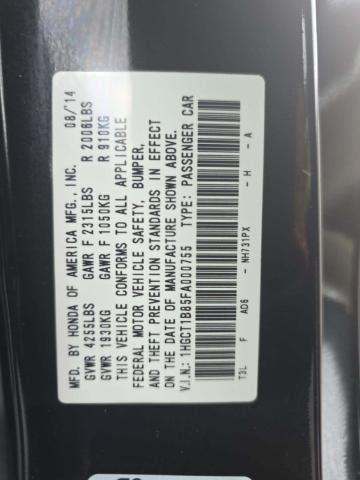 MFD. BY HONDA OF AMERICA MFG., INC. 08/14
GVWR 4255LBS GAWR F 2315LBS R 2006LBS
GVWR 1930KG GAWR F 1050KG R 910KG
THIS VEHICLE CONFORMS TO ALL APPLICABLE
FEDERAL MOTOR VEHICLE SAFETY, BUMPER,
AND THEFT PREVENTION STANDARDS IN EFFECT
ON THE DATE OF MANUFACTURE SHOWN ABOVE.
V.I.N.: 1HGCT1B85FA000755 TYPE: PASSENGER CAR
T3L F AD6 - NH731PX - H - A